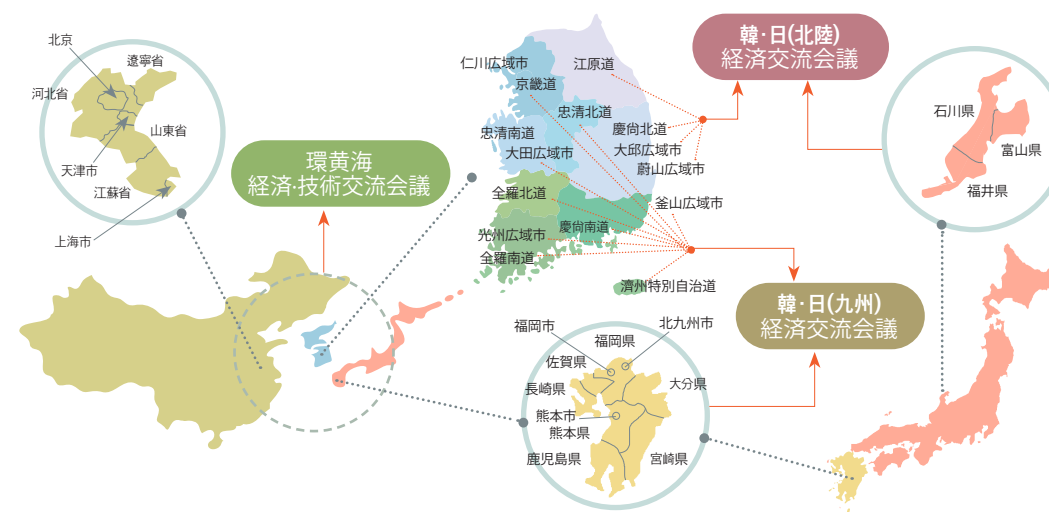 北京
遼寧省
河北省
山東省
天津市
江蘇省
上海市
環黄海
経済·技術交流会議
仁川広域市
京畿道
江原道
忠清北道
忠清南道
大田広域市
慶尙北道
大邱広域市
蔚山広域市
全羅北道
釜山広域市
慶尙南道
光州広域市
全羅南道
濟州特別自治道
韓·日(北陸)
経済交流会議
石川県
富山県
福井県
韓·日(九州)
経済交流会議
福岡市
北九州市
福岡県
佐賀県
大分県
長崎県
熊本市
熊本県
鹿児島県
宮崎県